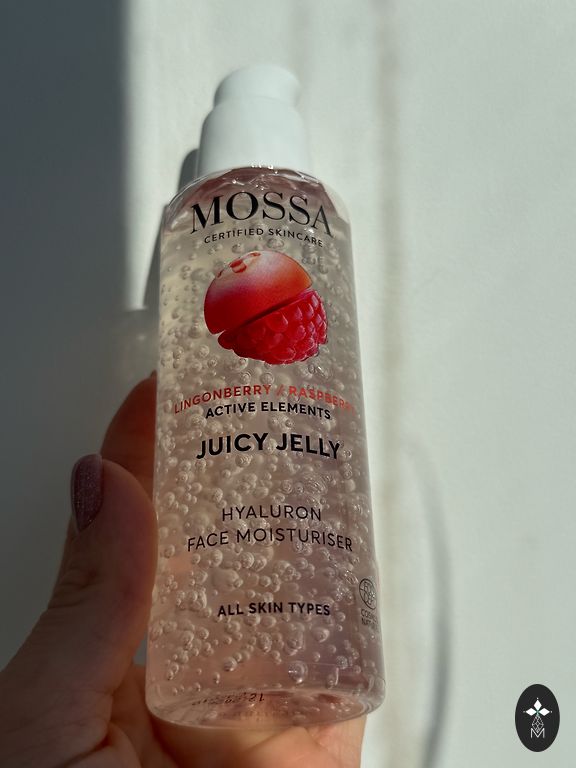 MOSSA
CERTIFIED SKINCARE
LINGONBERRY / RASPBERRY
ACTIVE ELEMENTS
JUICY JELLY
HYALURON
FACE MOISTURISER
ALL SKIN TYPES
M